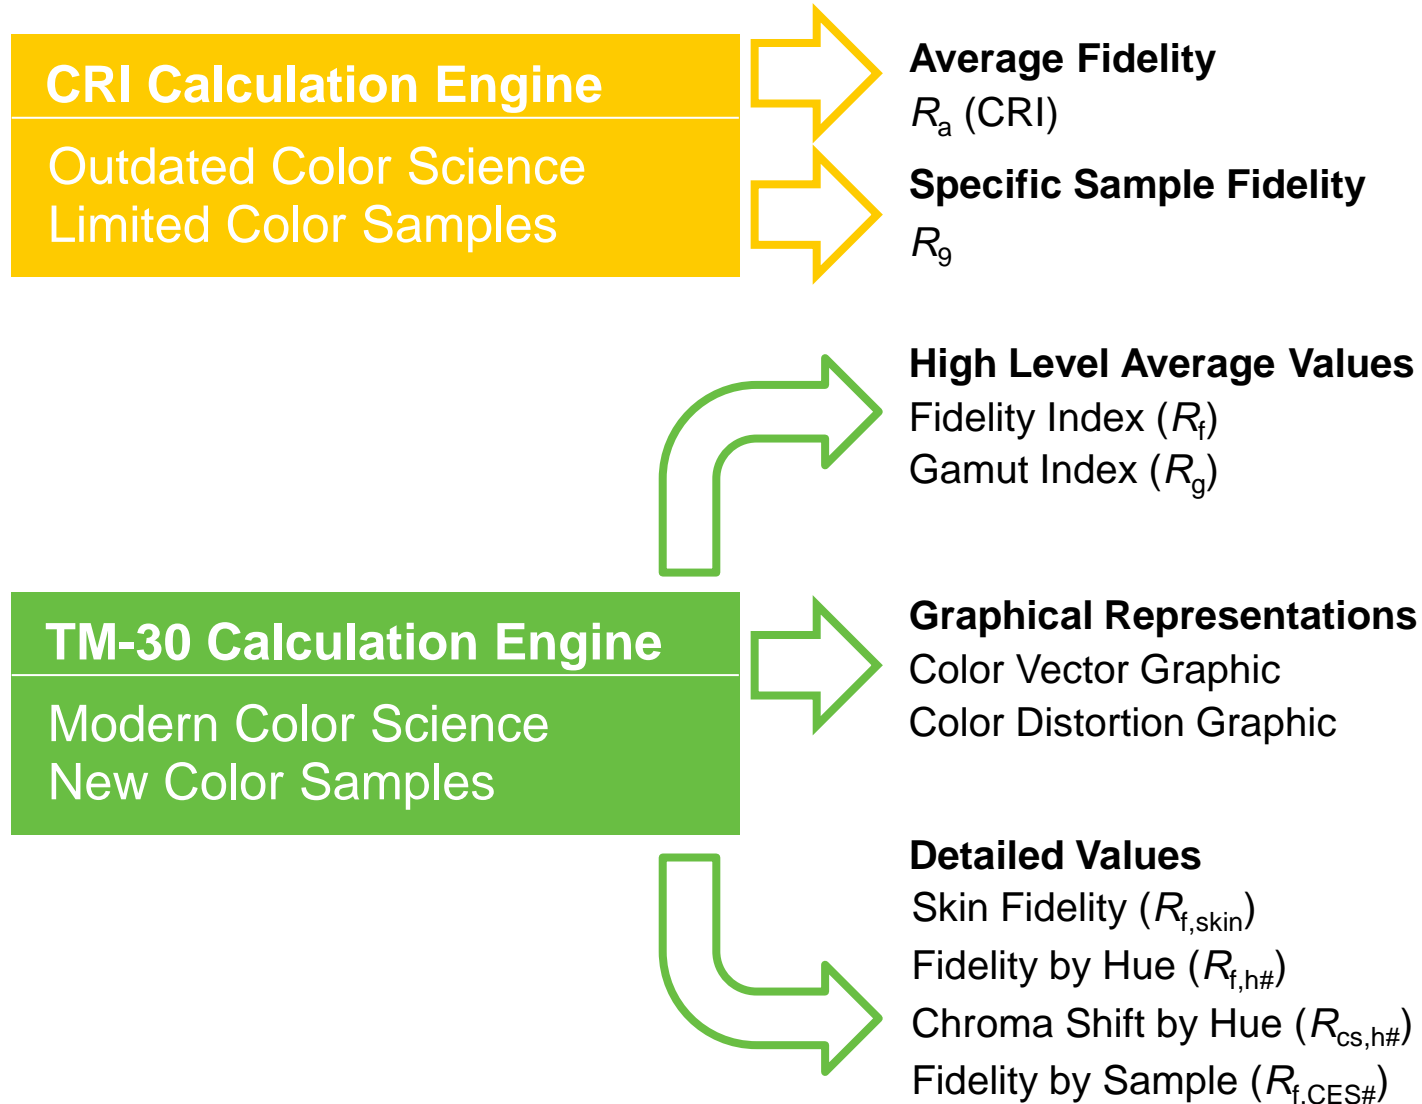 CRI Calculation Engine
Outdated Color Science
Limited Color Samples
Average Fidelity
Ra (CRI)
Specific Sample Fidelity
R9
High Level Average Values
Fidelity Index (Rf)
Gamut Index (Rg)
TM-30 Calculation Engine
Modern Color Science
New Color Samples
Graphical Representations
Color Vector Graphic
Color Distortion Graphic
Detailed Values
Skin Fidelity (Rf,skin)
Fidelity by Hue (Rf,h#)
Chroma Shift by Hue (Rcs,h#)
Fidelity by Sample (Rf,CES#)